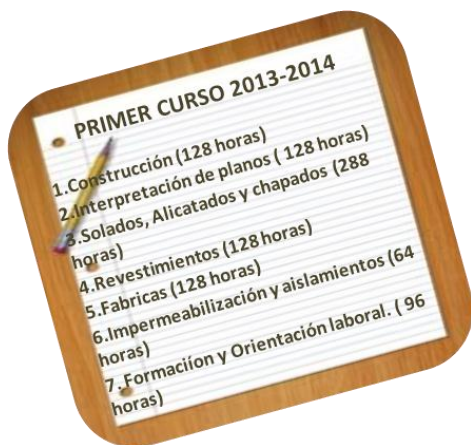 PRIMER CURSO 2013-2014
1.Construcción (128 horas)
2.Interpretación de planos ( 128 horas)
3.Solados, Alicatados y chapados (288
horas)
4.Revestimientos (128 horas)
5.Fabricas (128 horas)
6.Impermeabilización y aislamientos (64
horas)
7.Formaciíon y Orientación laboral. ( 96
horas)